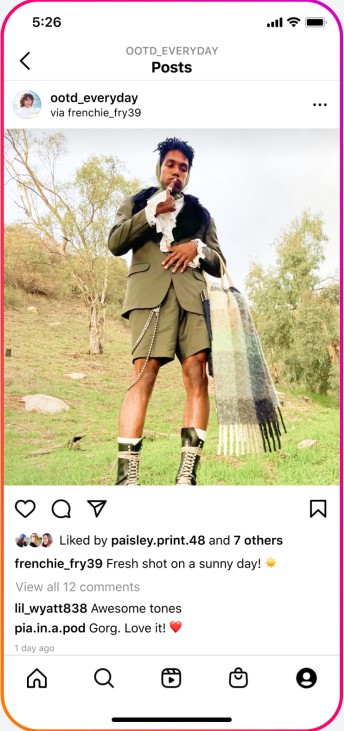 5:26
OOTD_EVERYDAY
Posts
ootd_everyday
via frenchie_fry39
Liked by paisley.print.48 and 7 others
frenchie_fry39 Fresh shot on a sunny day! ☀️
View all 12 comments
lil_wyatt838 Awesome tones
pia.in.a.pod Gorg. Love it! ❤️
1 day ago